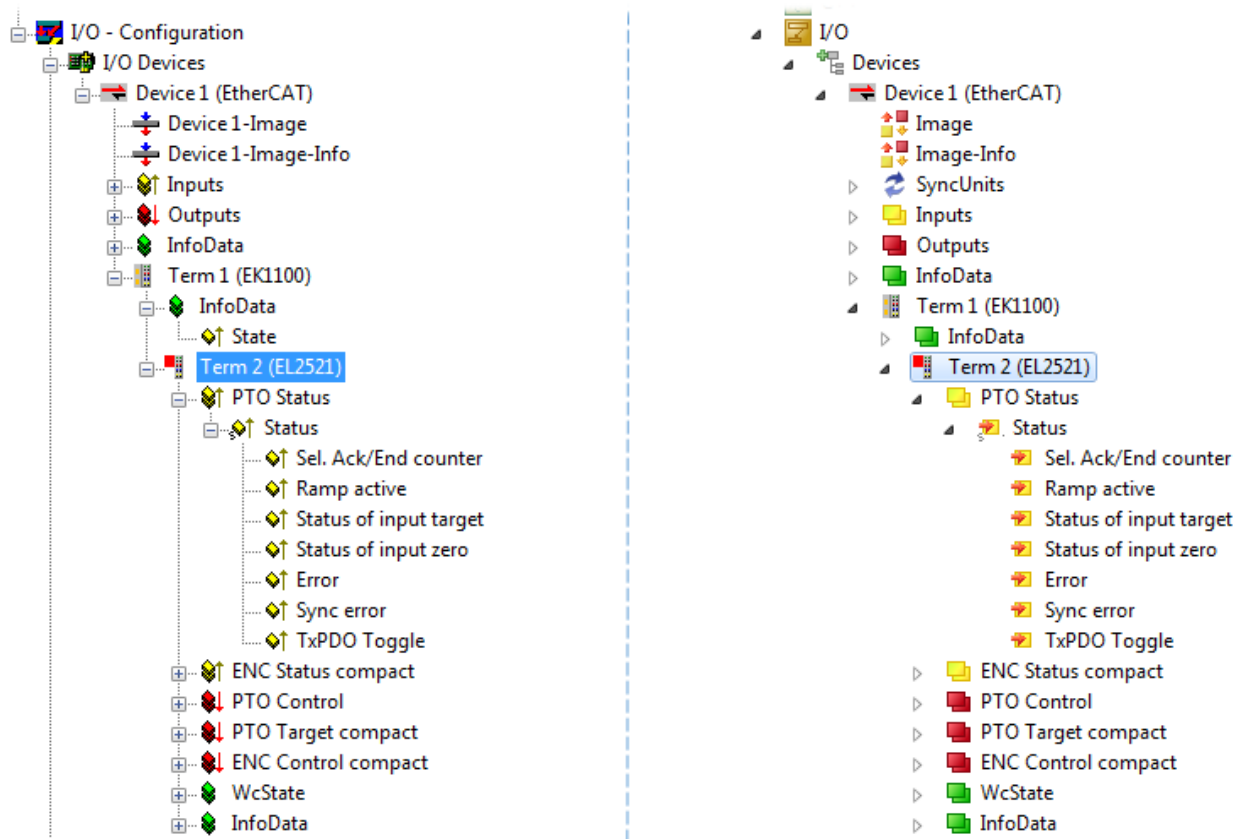 I/O - Configuration
I/O Devices
Device 1 (EtherCAT)
Device 1-Image
Device 1-Image-Info
Inputs
Outputs
InfoData
Term 1 (EK1100)
InfoData
State
Term 2 (EL2521)
PTO Status
Status
Sel. Ack/End counter
Ramp active
Status of input target
Status of input zero
Error
Sync error
TxPDO Toggle
ENC Status compact
PTO Control
PTO Target compact
ENC Control compact
WcState
InfoData
I/O
Devices
Device 1 (EtherCAT)
Image
Image-Info
SyncUnits
Inputs
Outputs
InfoData
Term 1 (EK1100)
InfoData
Term 2 (EL2521)
PTO Status
Status
Sel. Ack/End counter
Ramp active
Status of input target
Status of input zero
Error
Sync error
TxPDO Toggle
ENC Status compact
PTO Control
PTO Target compact
ENC Control compact
WcState
InfoData